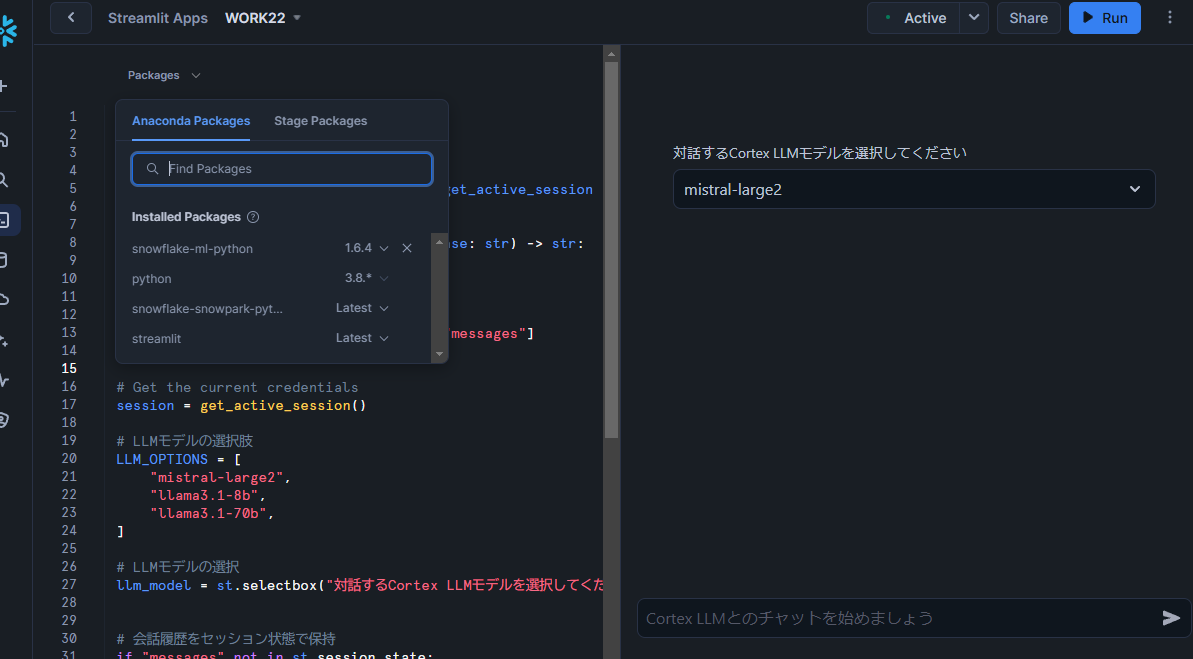 Streamlit Apps WORK22
Active Share Run
Packages
Anaconda Packages Stage Packages
Find Packages
Installed Packages
snowflake-ml-python 1.6.4
python 3.8.*
snowflake-snowpark-pyt... Latest
streamlit Latest
1
2
3
4
5 get_active_session
6
7
8 se: str) -> str:
9
10
11
12
13 messages"]
14
15
16 # Get the current credentials
17 session = get_active_session()
18
19 # LLMモデルの選択肢
20 LLM_OPTIONS = [
21 "mistral-large2",
22 "llama3.1-8b",
23 "llama3.1-70b",
24 ]
25
26 # LLMモデルの選択
27 llm_model = st.selectbox("対話するCortex LLMモデルを選択してくだ
28
29
30 # 会話履歴をセッション状態で保持
31 if "messages" not in st.session_state:
対話するCortex LLMモデルを選択してください
mistral-large2
Cortex LLMとのチャットを始めましょう